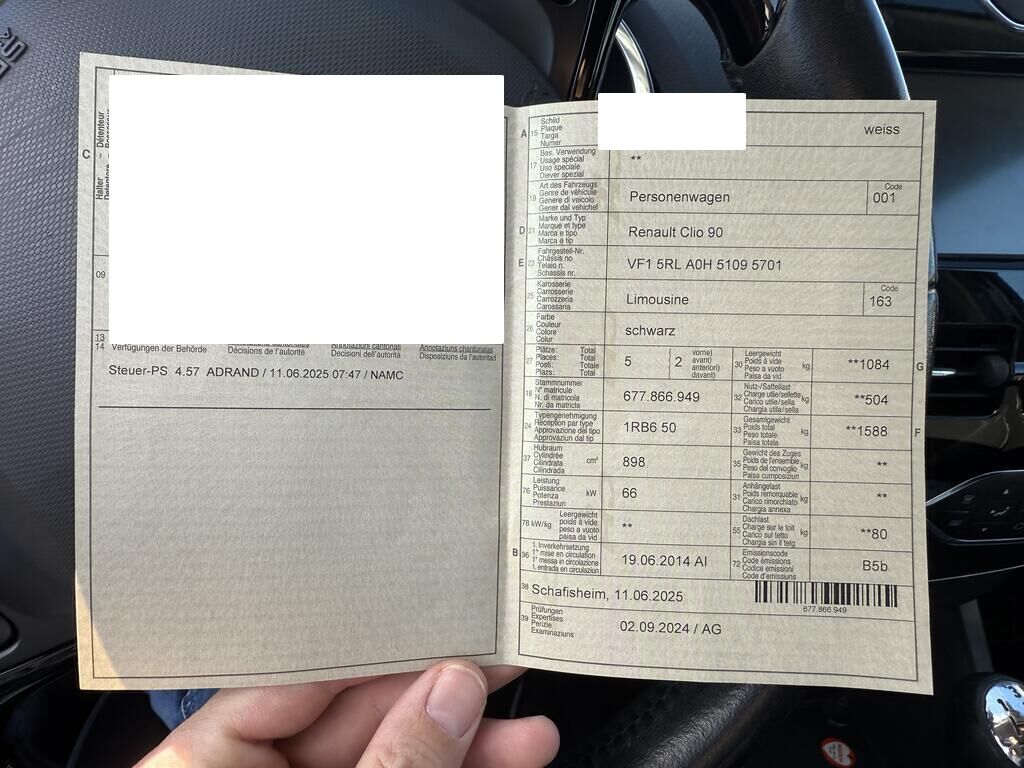 C
Halter - Détenteur
09
13
14
Verfügungen der Behörde Décisions de l'autorité Decisioni dell'autorità Disposiziuns da l'autoritad
Annotazioni cantonali Annotaziuns chantunalas
Steuer-PS 4.57 ADRAND / 11.06.2025 07:47 / NAMC
A 15 Schild
Plaque
Targa
Numer
weiss
17 Bes. Verwendung
Usage spécial
Uso speciale
Diever spezial
**
19 Art des Fahrzeugs
Genre de véhicule
Genere di veicolo
Gener dal vehichel
Personenwagen
Code
001
D 21 Marke und Typ
Marque et type
Marca e tipo
Marca e tip
Renault Clio 90
E 23 Fahrgestell-Nr.
Châssis no
Telaio n.
Schassis nr.
VF1 5RL A0H 5109 5701
25 Karosserie
Carrosserie
Carrozzeria
Carossaria
Limousine
Code
163
26 Farbe
Couleur
Colore
Colur
schwarz
27 Plätze: Total
Places: Total
Posti: Totale
Plazs: Total
5
( 2
vorne)
avant)
anteriori)
davant)
30 Leergewicht
Poids à vide
Peso a vuoto
Paisa da vid
kg
**1084
G
18 Stammnummer
N° matricule
N. di matricola
Nr. da matricla
677.866.949
32 Nutz-/Sattellast
Charge utile/sellette
Carico utile/sella
Chargia utila/sella
kg
**504
24 Typengenehmigung
Réception par type
Approvazione del tipo
Approvaziun dal tip
1RB6 50
33 Gesamtgewicht
Poids total
Peso totale
Paisa totala
kg
**1588
F
37 Hubraum
Cylindrée
Cilindrata
Cilindrada
cm³
898
35 Gewicht des Zuges
Poids de l'ensemble
Peso del convoglio
Paisa cumposiziun
kg
**
76 Leistung
Puissance
Potenza
Prestaziun
kW
66
31 Anhängelast
Poids remorquable
Carico rimorchiato
Chargia annexa
kg
**
78 kW/kg
Leergewicht
poids à vide
peso a vuoto
paisa da vid
**
55 Dachlast
Charge sur le toit
Carico sul tetto
Chargia sin il tetg
kg
**80
B 36 1. Inverkehrsetzung
1re mise en circulation
1a messa in circolazione
1. entrada en circulaziun
19.06.2014 AI
72 Emissionscode
Code émissions
Codice emissioni
Code d'emissiuns
B5b
38 Schafisheim, 11.06.2025
677.866.949
39 Prüfungen
Expertises
Perizie
Examinaziuns
02.09.2024 / AG